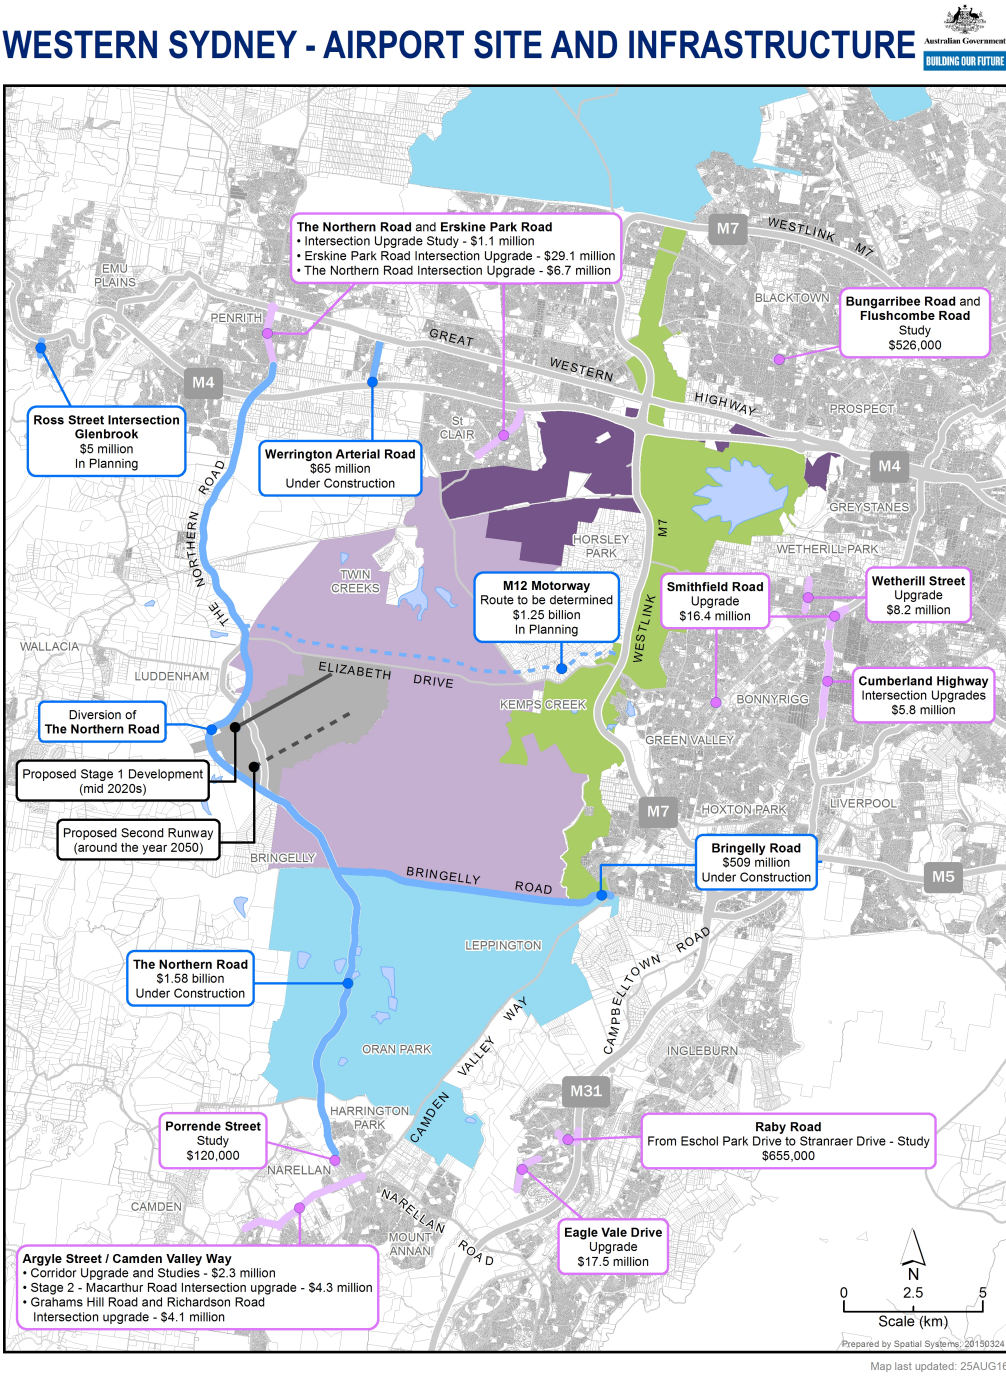 WESTERN SYDNEY - AIRPORT SITE AND INFRASTRUCTURE
Australian Government
BUILDING OUR FUTURE
M7
WESTLINK M7
The Northern Road and Erskine Park Road
• Intersection Upgrade Study - $1.1 million
• Erskine Park Road Intersection Upgrade - $29.1 million
• The Northern Road Intersection Upgrade - $6.7 million
EMU
PLAINS
BLACKTOWN
Bungarribee Road and
Flushcombe Road
Study
$526,000
PENRITH
GREAT WESTERN HIGHWAY
M4
PROSPECT
Ross Street Intersection
Glenbrook
$5 million
In Planning
St
CLAIR
Werrington Arterial Road
$65 million
Under Construction
M4
THE NORTHERN ROAD
GREYSTANES
HORSLEY
PARK
WESTLINK M7
WETHERILL PARK
TWIN
CREEKS
M12 Motorway
Route to be determined
$1.25 billion
In Planning
Smithfield Road
Upgrade
$16.4 million
Wetherill Street
Upgrade
$8.2 million
WALLACIA
LUDDENHAM
ELIZABETH DRIVE
KEMPS CREEK
BONNYRIGG
Cumberland Highway
Intersection Upgrades
$5.8 million
Diversion of
The Northern Road
GREEN VALLEY
Proposed Stage 1 Development
(mid 2020s)
M7
HOXTON PARK
LIVERPOOL
Proposed Second Runway
(around the year 2050)
BRINGELLY
Bringelly Road
$509 million
Under Construction
M5
BRINGELLY ROAD
LEPPINGTON
CAMPBELLTOWN ROAD
The Northern Road
$1.58 billion
Under Construction
CAMDEN VALLEY WAY
ORAN PARK
INGLEBURN
M31
HARRINGTON
PARK
Porrende Street
Study
$120,000
Raby Road
From Eschol Park Drive to Stranraer Drive - Study
$655,000
NARELLAN
CAMDEN
NARELLAN ROAD
MOUNT
ANNAN
Eagle Vale Drive
Upgrade
$17.5 million
Argyle Street / Camden Valley Way
• Corridor Upgrade and Studies - $2.3 million
• Stage 2 - Macarthur Road Intersection upgrade - $4.3 million
• Grahams Hill Road and Richardson Road
Intersection upgrade - $4.1 million
N
0 2.5 5
Scale (km)
Prepared by Spatial Systems: 20150324
Map last updated: 25AUG16